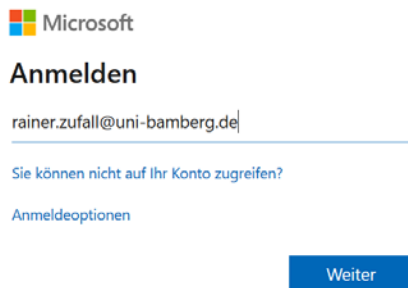 Microsoft
Anmelden
rainer.zufall@uni-bamberg.de
Sie können nicht auf Ihr Konto zugreifen?
Anmeldeoptionen
Weiter